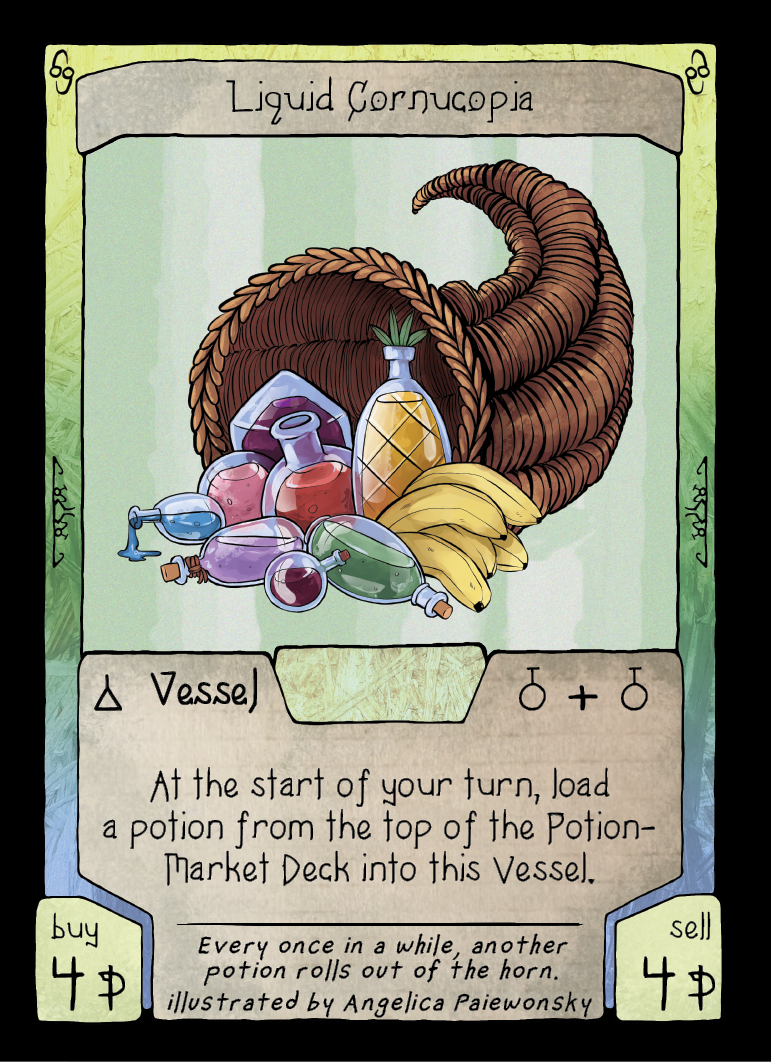 Liquid Cornucopia
Vessel
+
At the start of your turn, load
a potion from the top of the Potion-
Market Deck into this Vessel.
buy
4
sell
4
Every once in a while, another
potion rolls out of the horn.
illustrated by Angelica Paiewonsky